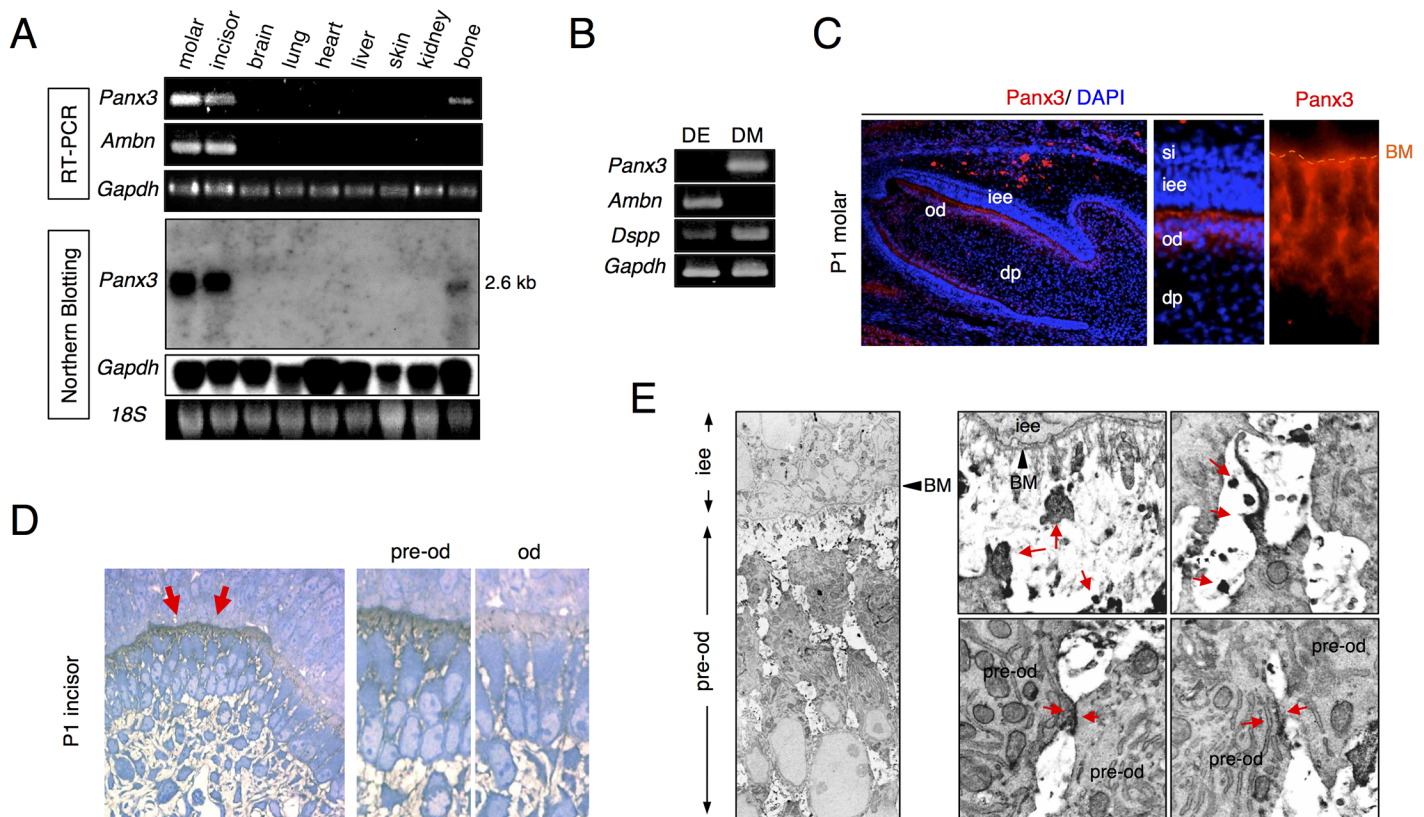 A
molar incisor brain lung heart liver skin kidney bone
RT-PCR
Panx3
Ambn
Gapdh
Northern Blotting
Panx3
2.6 kb
Gapdh
18S
B
DE DM
Panx3
Ambn
Dspp
Gapdh
C
Panx3/ DAPI
Panx3
P1 molar
od
iee
dp
si
iee
od
dp
BM
D
pre-od
od
P1 incisor
E
iee
BM
pre-od
iee
BM
pre-od
pre-od
pre-od
pre-od